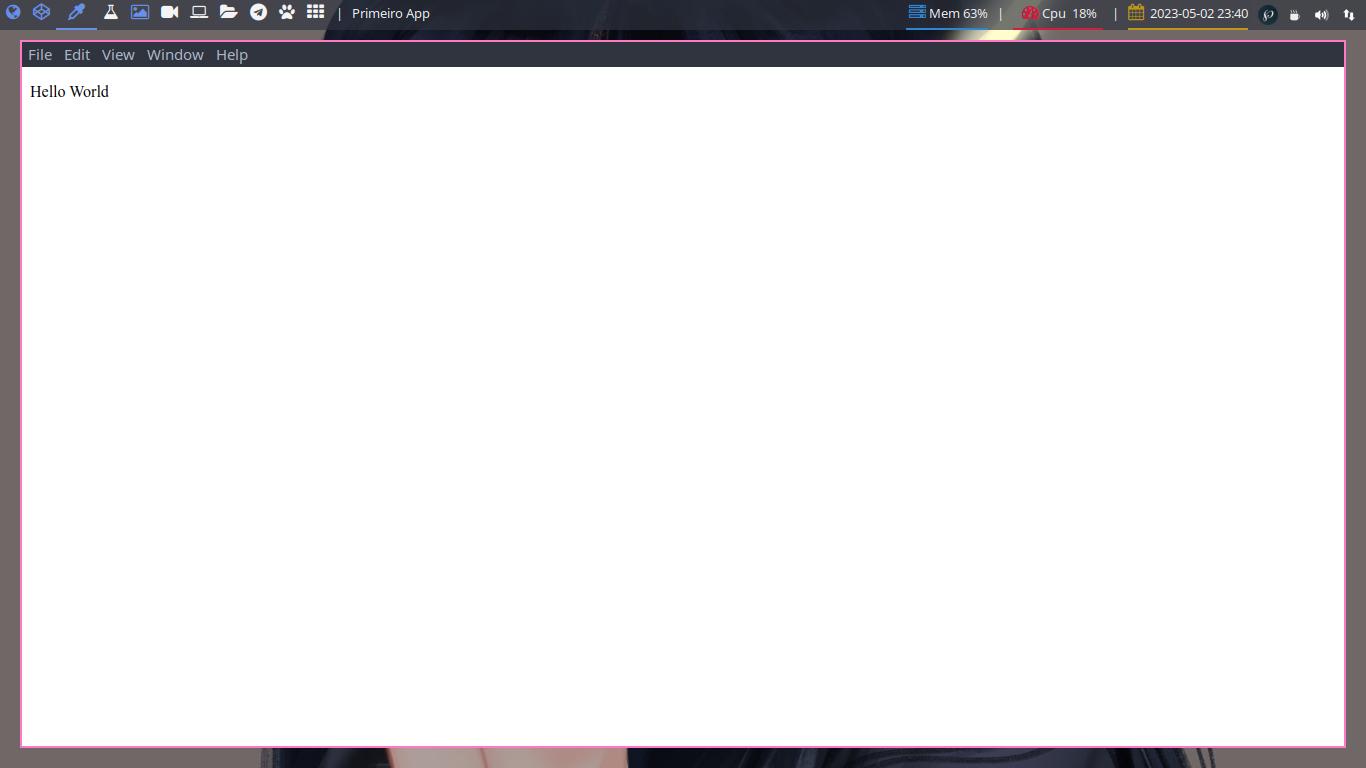 | Primeiro App Mem 63% | Cpu 18% | 2023-05-02 23:40
File Edit View Window Help
Hello World